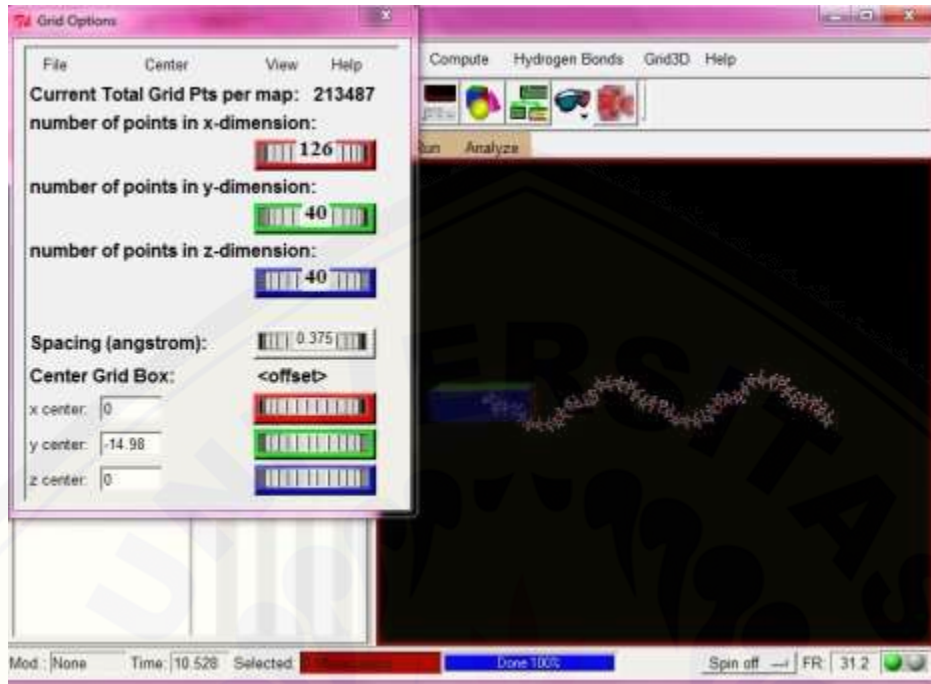 Grid Options
File Center View Help
Compute Hydrogen Bonds Grid3D Help
Current Total Grid Pts per map: 213487
number of points in x-dimension:
126
Run Analyze
number of points in y-dimension:
40
number of points in z-dimension:
40
Spacing (angstrom): 0.375
Center Grid Box: <offset>
x center: 0
y center: -14.98
z center: 0
UNIVERSITAS
Mod.: None Time: 10.528 Selected: Done 100% Spin off FR: 31.2